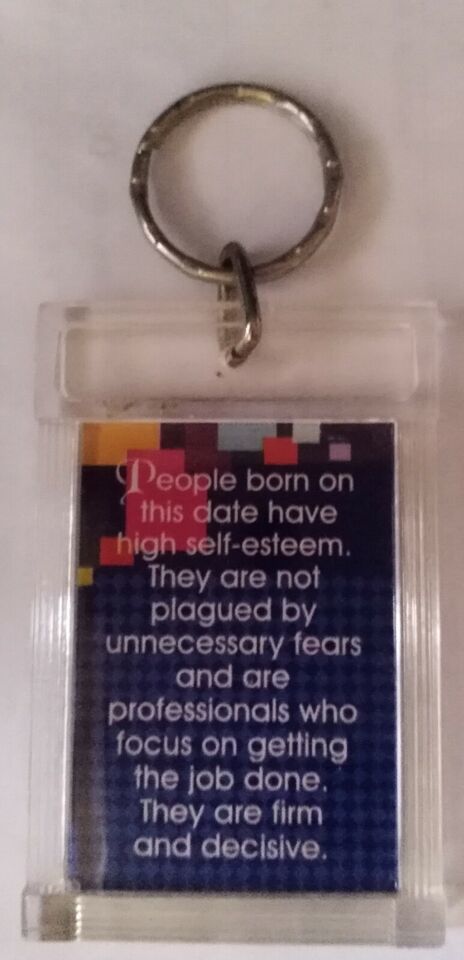 People born on
this date have
high self-esteem.
They are not
plagued by
unnecessary fears
and are
professionals who
focus on getting
the job done.
They are firm
and decisive.